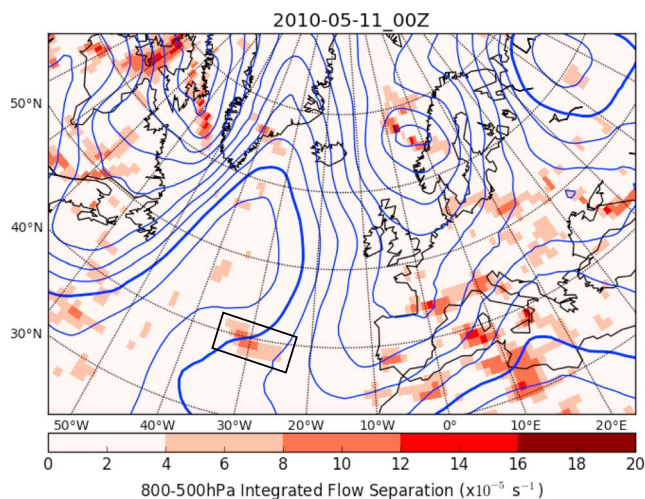 2010-05-11_00Z
50°N
40°N
30°N
50°W 40°W 30°W 20°W 10°W 0° 10°E 20°E
0 2 4 6 8 10 12 14 16 18 20
800-500hPa Integrated Flow Separation (x10⁻⁵ s⁻¹)